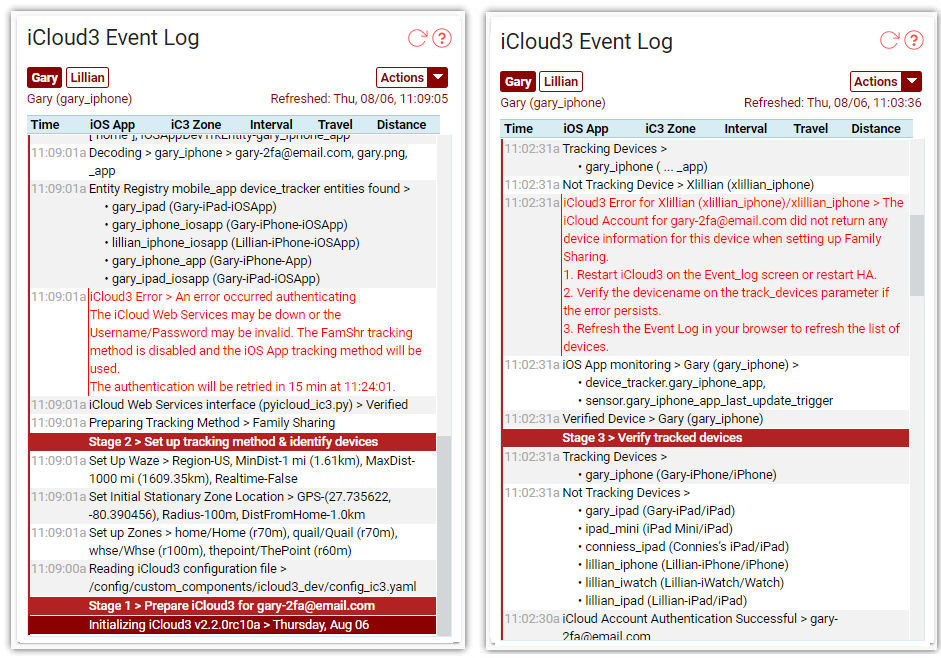 iCloud3 Event Log
?
Gary Lillian Actions
Gary (gary_iphone) Refreshed: Thu, 08/06, 11:09:05
Time iOS App iC3 Zone Interval Travel Distance
['Home'], iOSAppDevTrkEntity-gary_iphone_app
11:09:01a Decoding > gary_iphone > gary-2fa@email.com, gary.png,
_app
11:09:01a Entity Registry mobile_app device_tracker entities found >
• gary_ipad (Gary-iPad-iOSApp)
• gary_iphone_iosapp (Gary-iPhone-iOSApp)
• lillian_iphone_iosapp (Lillian-iPhone-iOSApp)
• gary_iphone_app (Gary-iPhone-App)
• gary_ipad_iosapp (Gary-iPad-iOSApp)
11:09:01a iCloud3 Error > An error occurred authenticating
The iCloud Web Services may be down or the
Username/Password may be invalid. The FamShr tracking
method is disabled and the iOS App tracking method will be
used.
The authentication will be retried in 15 min at 11:24:01.
11:09:01a iCloud Web Services interface (pyicloud_ic3.py) > Verified
11:09:01a Preparing Tracking Method > Family Sharing
Stage 2 > Set up tracking method & identify devices
11:09:01a Set Up Waze > Region-US, MinDist-1 mi (1.61km), MaxDist-
1000 mi (1609.35km), Realtime-False
11:09:01a Set Initial Stationary Zone Location > GPS-(27.735622,
-80.390456), Radius-100m, DistFromHome-1.0km
11:09:01a Set up Zones > home/Home (r70m), quail/Quail (r70m),
whse/Whse (r100m), thepoint/ThePoint (r60m)
11:09:00a Reading iCloud3 configuration file >
/config/custom_components/icloud3_dev/config_ic3.yaml
Stage 1 > Prepare iCloud3 for gary-2fa@email.com
Initializing iCloud3 v2.2.0rc10a > Thursday, Aug 06
iCloud3 Event Log
?
Gary Lillian Actions
Gary (gary_iphone) Refreshed: Thu, 08/06, 11:03:36
Time iOS App iC3 Zone Interval Travel Distance
11:02:31a Tracking Devices >
• gary_iphone ( ... _app)
11:02:31a Not Tracking Device > Xlillian (xlillian_iphone)
11:02:31a iCloud3 Error for Xlillian (xlillian_iphone)/xlillian_iphone > The
iCloud Account for gary-2fa@email.com did not return any
device information for this device when setting up Family
Sharing.
1. Restart iCloud3 on the Event_log screen or restart HA.
2. Verify the devicename on the track_devices parameter if
the error persists.
3. Refresh the Event Log in your browser to refresh the list of
devices.
11:02:31a iOS App monitoring > Gary (gary_iphone) >
• device_tracker.gary_iphone_app,
• sensor.gary_iphone_app_last_update_trigger
11:02:31a Verified Device > Gary (gary_iphone)
Stage 3 > Verify tracked devices
11:02:31a Tracking Devices >
• gary_iphone (Gary-iPhone/iPhone)
11:02:31a Not Tracking Devices >
• gary_ipad (Gary-iPad/iPad)
• ipad_mini (iPad Mini/iPad)
• conniess_ipad (Connies's iPad/iPad)
• lillian_iphone (Lillian-iPhone/iPhone)
• lillian_iwatch (Lillian-iWatch/Watch)
• lillian_ipad (Lillian-iPad/iPad)
11:02:30a iCloud Account Authentication Successful > gary-
2fa@email.com